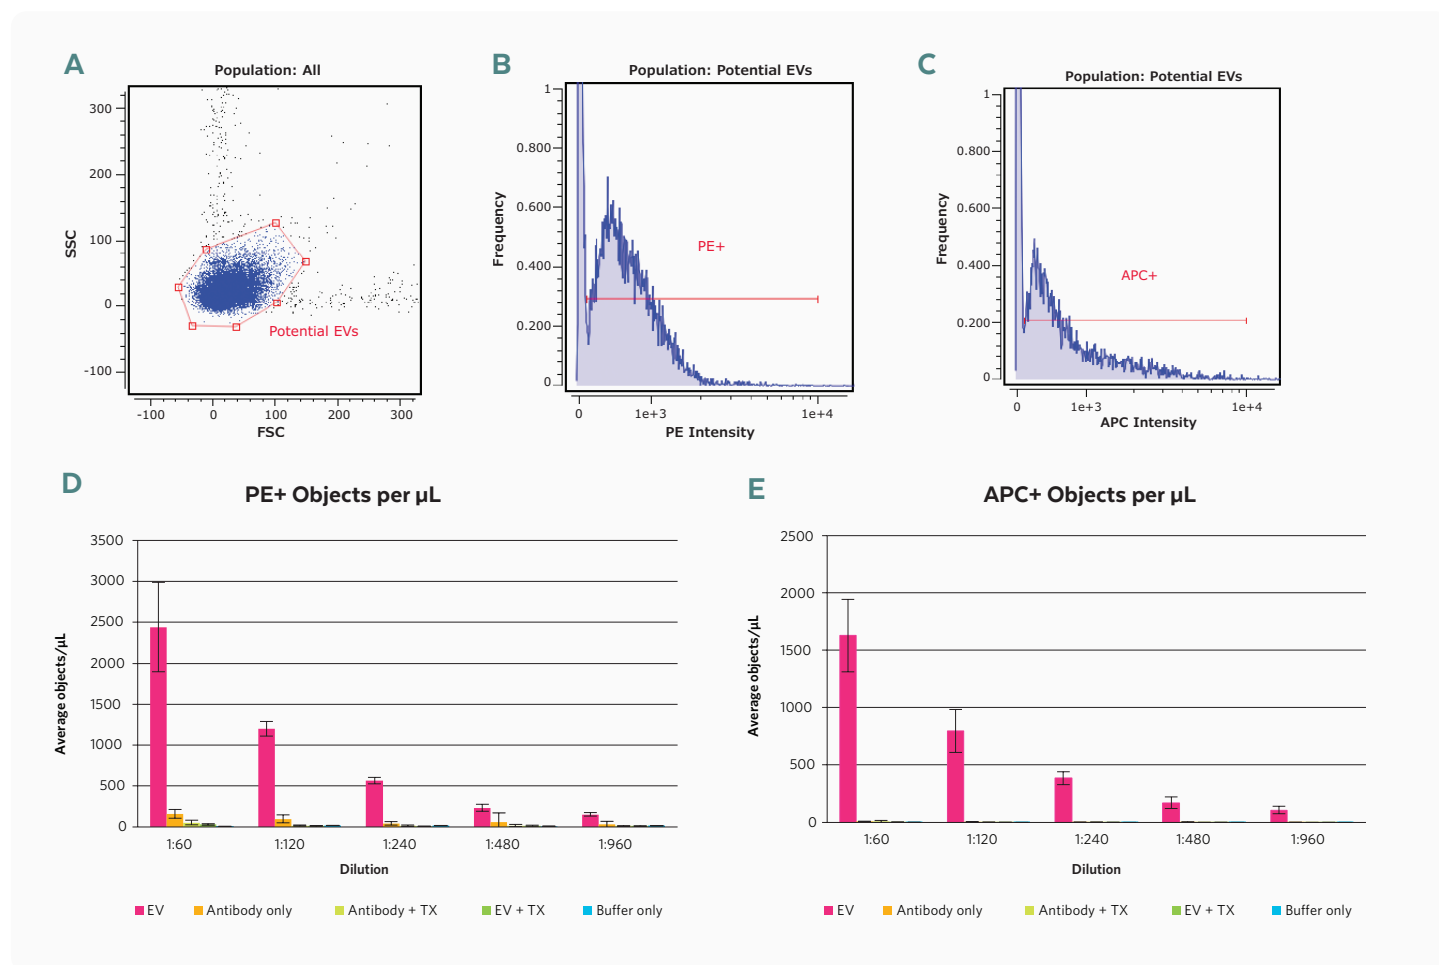 A
Population: All
SSC
300
200
100
0
-100
Potential EVs
-100 0 100 200 300
FSC
B
Population: Potential EVs
Frequency
1
0.800
0.600
0.400
0.200
0
PE+
0 1e+3 1e+4
PE Intensity
C
Population: Potential EVs
Frequency
1
0.800
0.600
0.400
0.200
0
APC+
0 1e+3 1e+4
APC Intensity
D
PE+ Objects per µL
Average objects/µL
3500
3000
2500
2000
1500
1000
500
0
1:60 1:120 1:240 1:480 1:960
Dilution
EV Antibody only Antibody + TX EV + TX Buffer only
E
APC+ Objects per µL
Average objects/µL
2500
2000
1500
1000
500
0
1:60 1:120 1:240 1:480 1:960
Dilution
EV Antibody only Antibody + TX EV + TX Buffer only